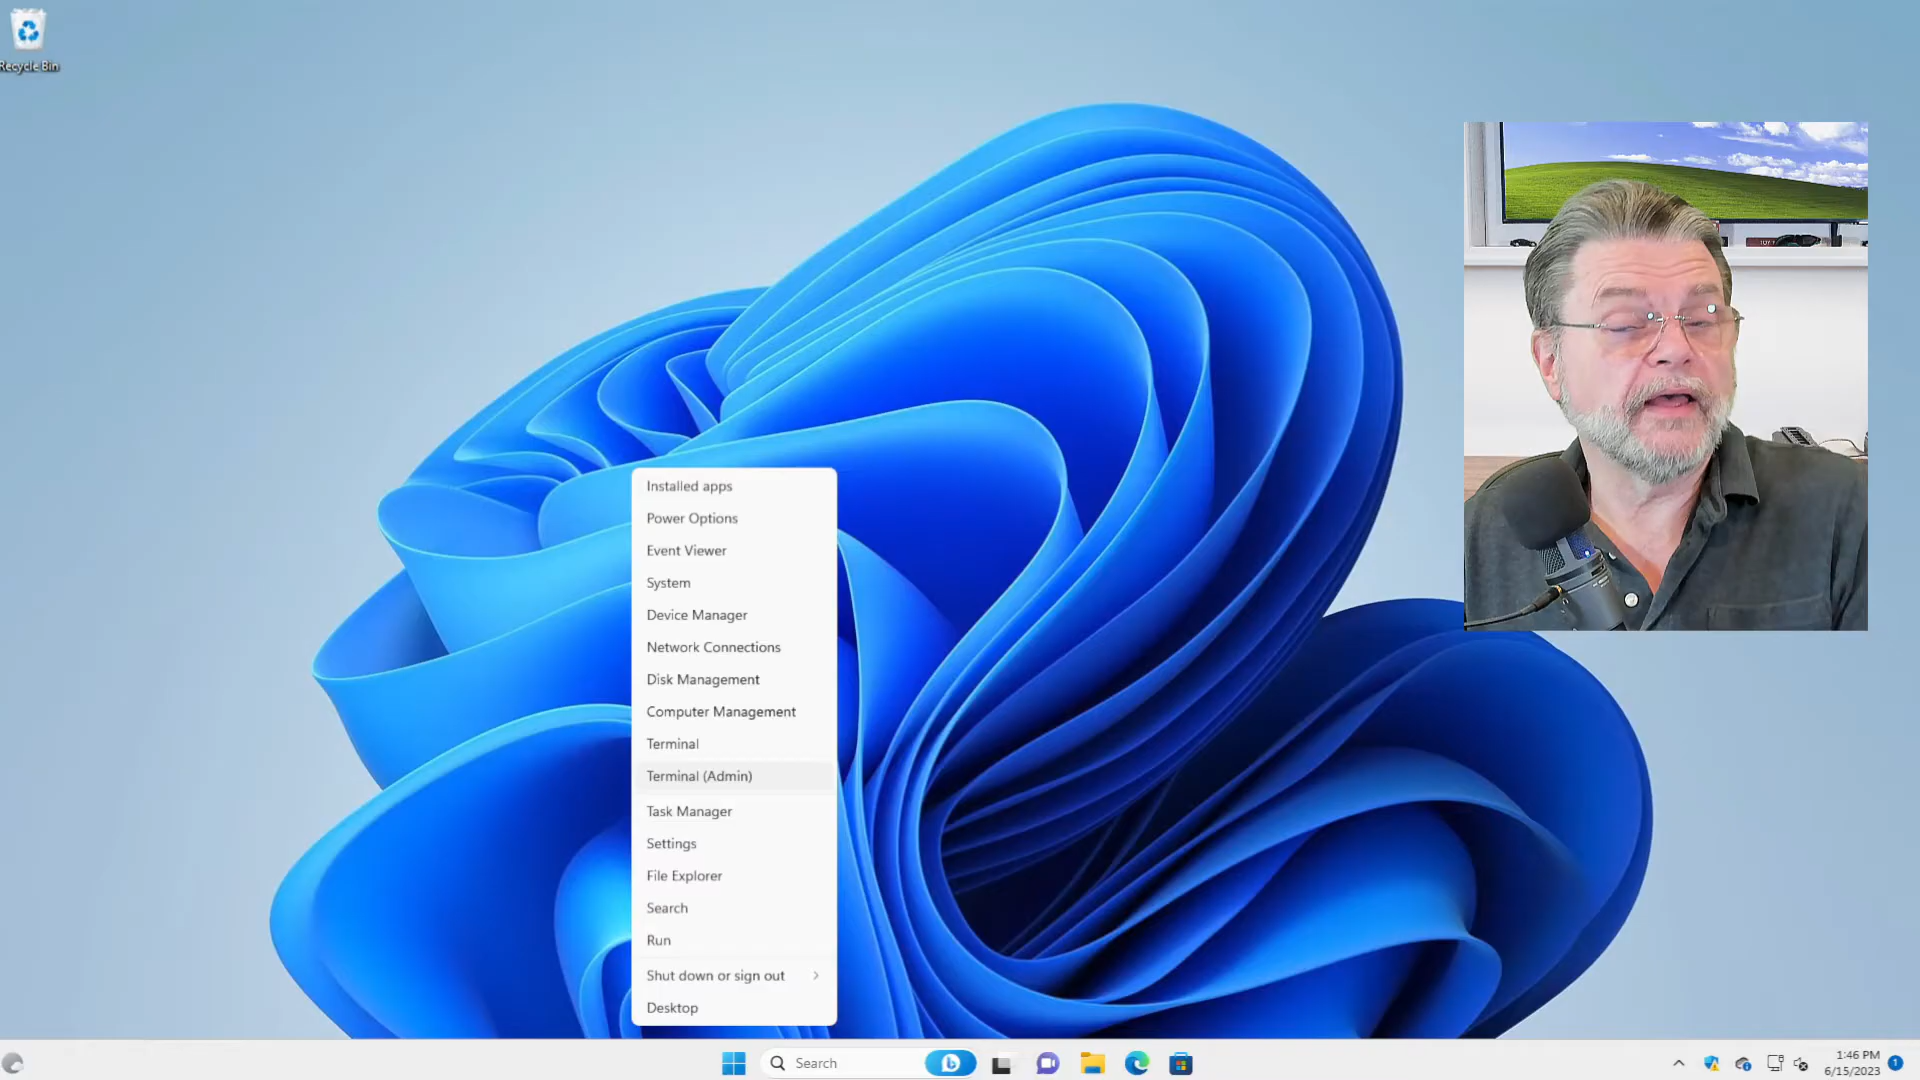 Recycle Bin
Installed apps
Power Options
Event Viewer
System
Device Manager
Network Connections
Disk Management
Computer Management
Terminal
Terminal (Admin)
Task Manager
Settings
File Explorer
Search
Run
Shut down or sign out
Desktop
Search
1:46 PM
6/15/2023
1